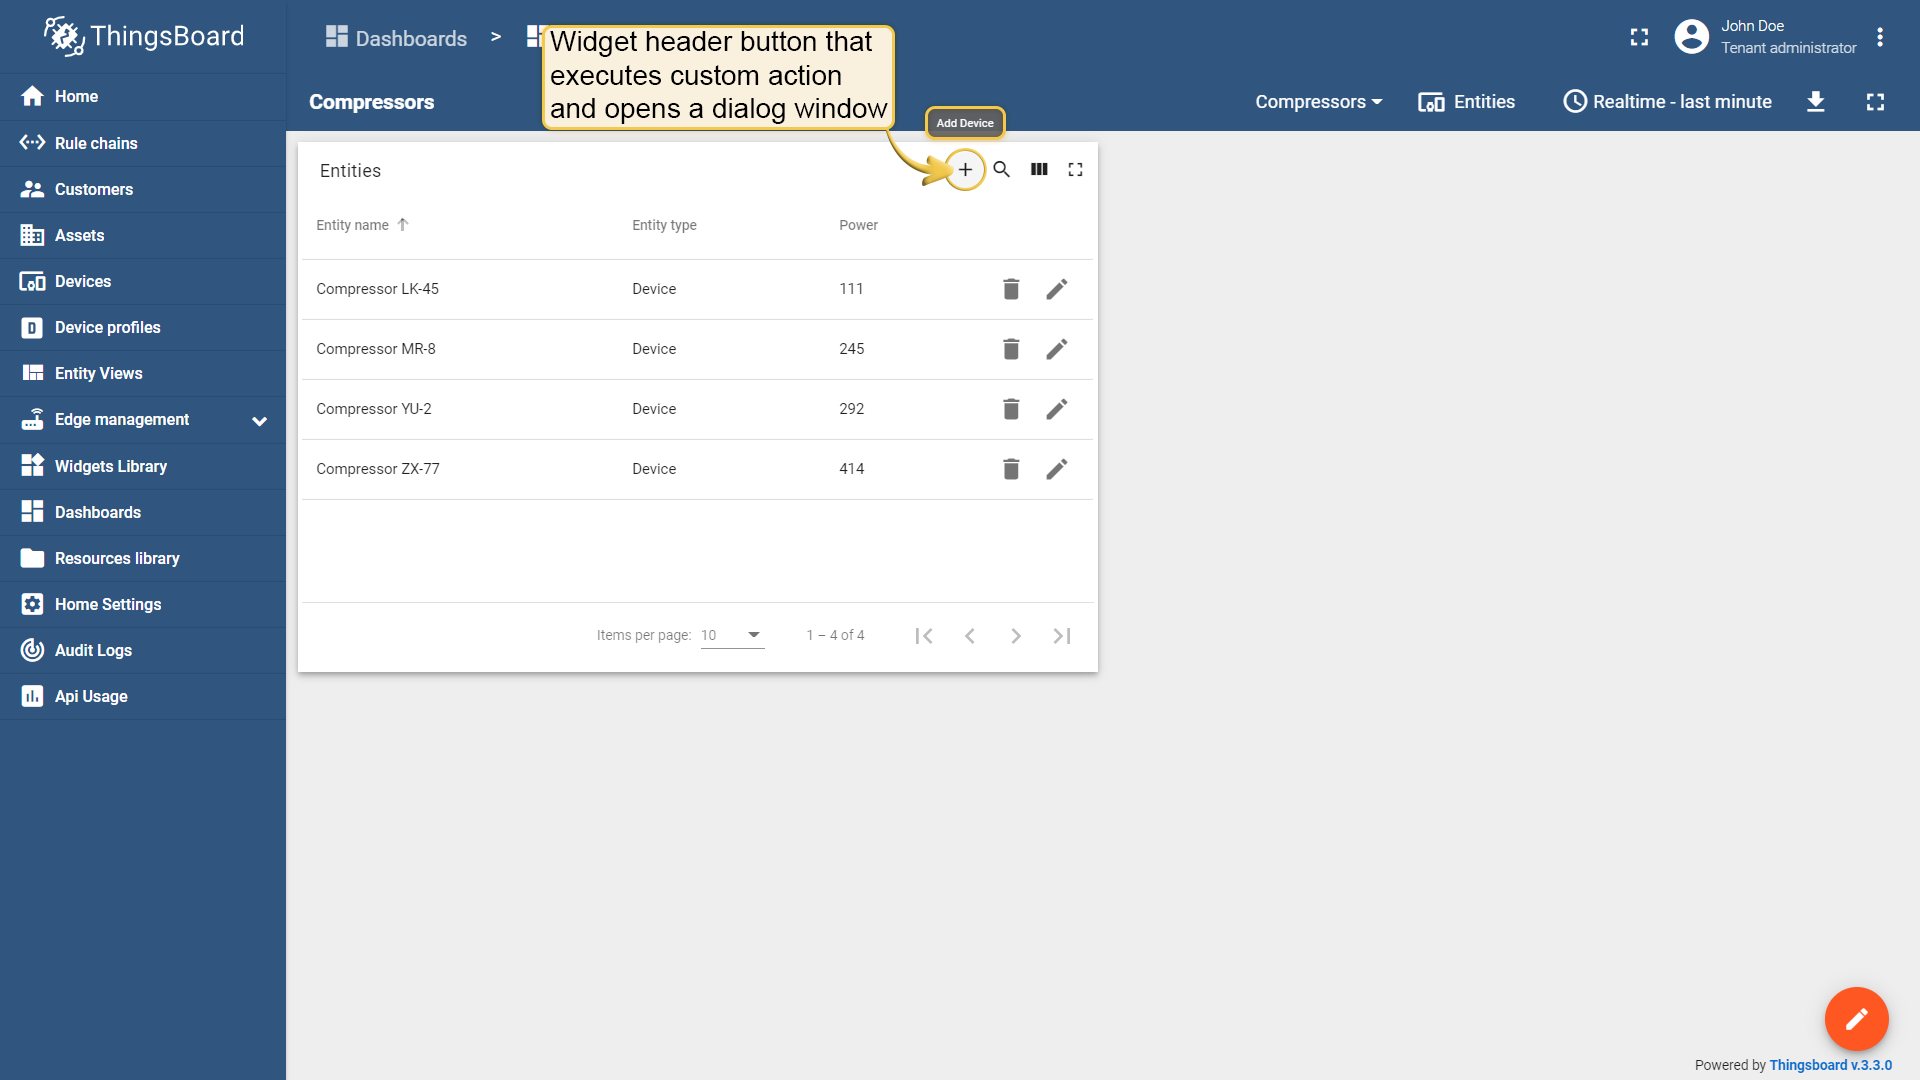 ThingsBoard
Home
Rule chains
Customers
Assets
Devices
Device profiles
Entity Views
Edge management
Widgets Library
Dashboards
Resources library
Home Settings
Audit Logs
Api Usage
Dashboards >
Widget header button that
executes custom action
and opens a dialog window
John Doe
Tenant administrator
Compressors
Compressors
Entities
Realtime - last minute
Add Device
Entities
Entity name Entity type Power
Compressor LK-45 Device 111
Compressor MR-8 Device 245
Compressor YU-2 Device 292
Compressor ZX-77 Device 414
Items per page: 10 1 – 4 of 4
Powered by Thingsboard v.3.3.0